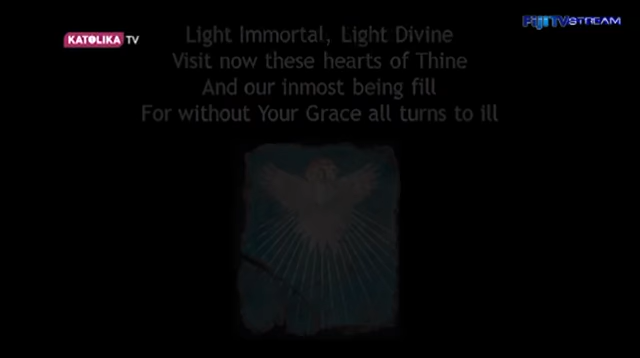 KATOLIKA TV
FijiTV STREAM
Light Immortal, Light Divine
Visit now these hearts of Thine
And our inmost being fill
For without Your Grace all turns to ill